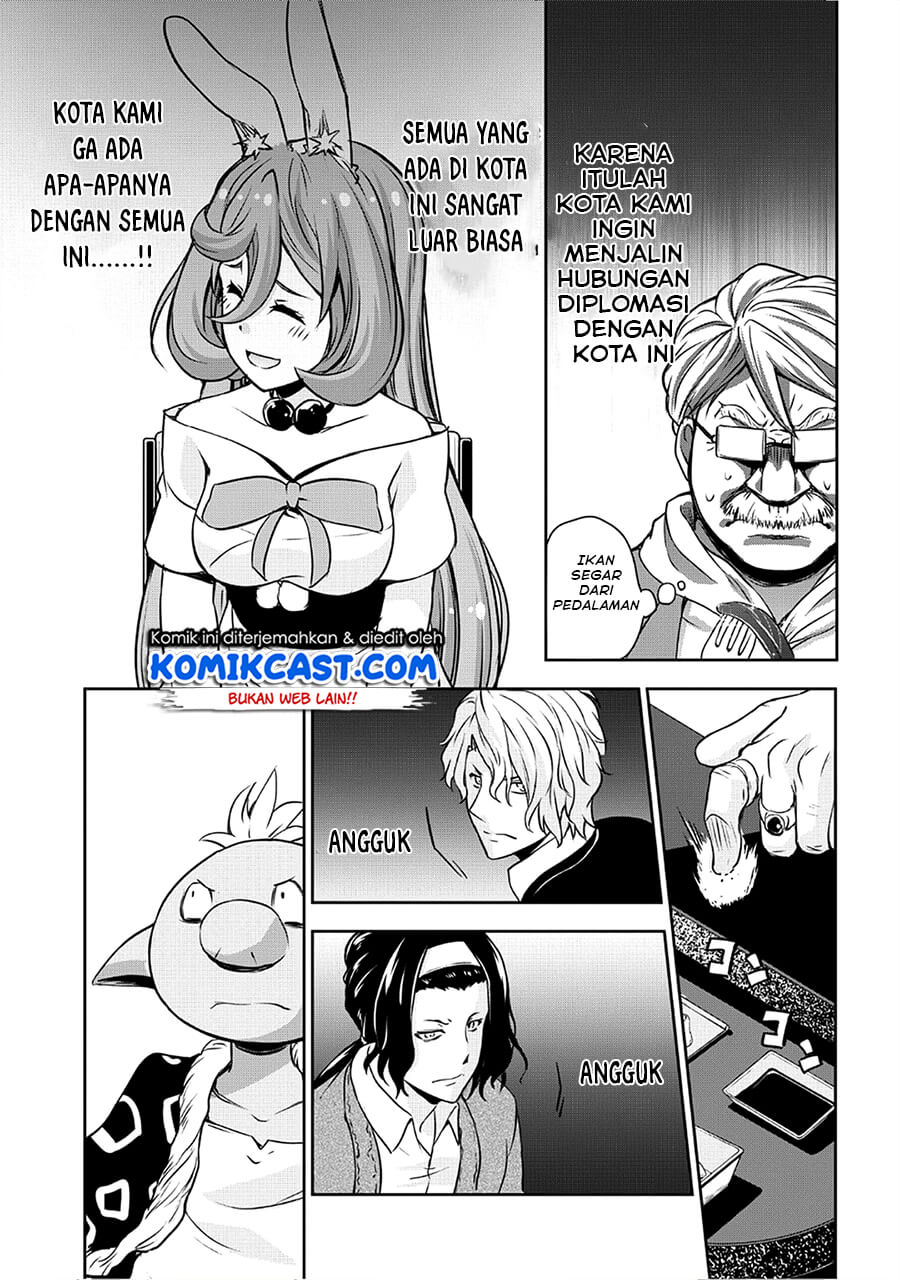 KARENA
ITULAH
KOTA KAMI
INGIN
MENJALIN
HUBUNGAN
DIPLOMASI
DENGAN
KOTA INI
IKAN
SEGAR
DARI
PEDALAMAN
SEMUA YANG
ADA DI KOTA
INI SANGAT
LUAR BIASA
KOTA KAMI
GA ADA
APA-APANYA
DENGAN SEMUA
INI......!!
Komik ini diterjemahkan & diedit oleh
KOMIKCAST.COM
BUKAN WEB LAIN!!
コ
コ
ANGGUK
ANGGUK